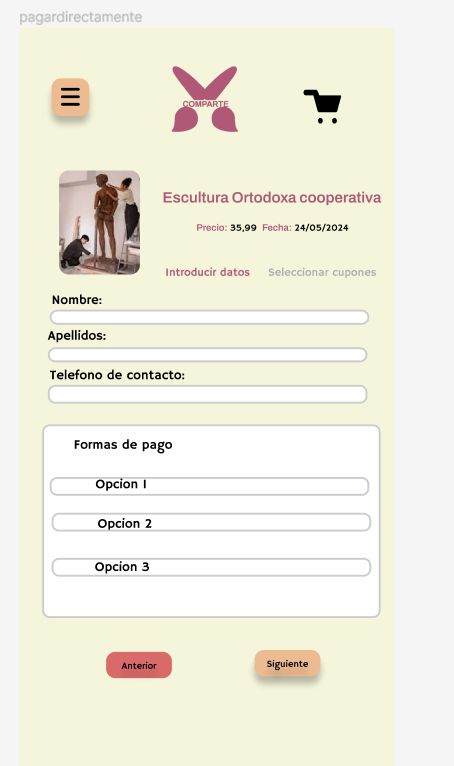 pagardirectamente
COMPARTE
Escultura Ortodoxa cooperativa
Precio: 35,99 Fecha: 24/05/2024
Introducir datos Seleccionar cupones
Nombre:
Apellidos:
Telefono de contacto:
Formas de pago
Opcion 1
Opcion 2
Opcion 3
Anterior Siguiente